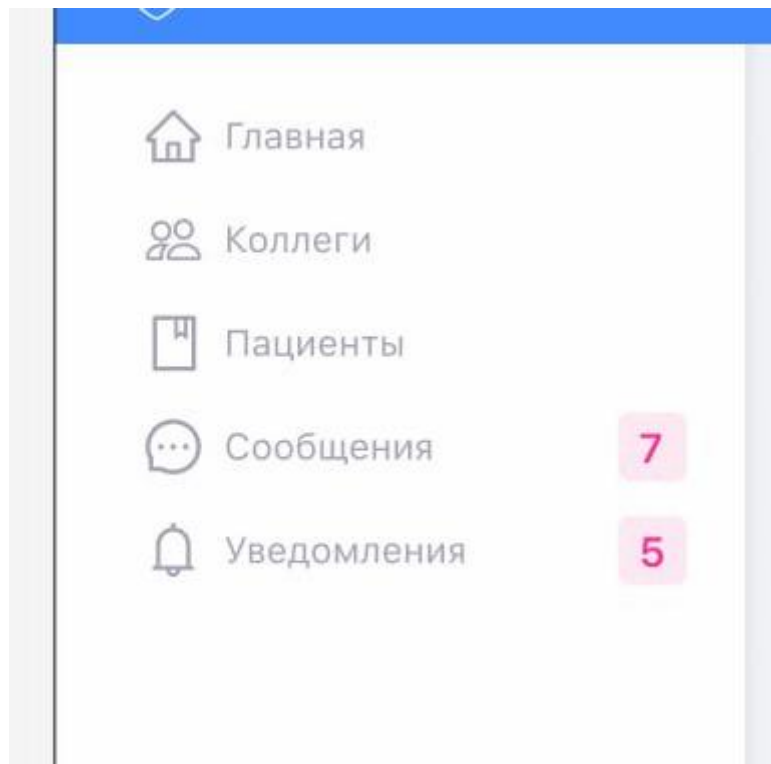 Главная
Коллеги
Пациенты
Сообщения 7
Уведомления 5